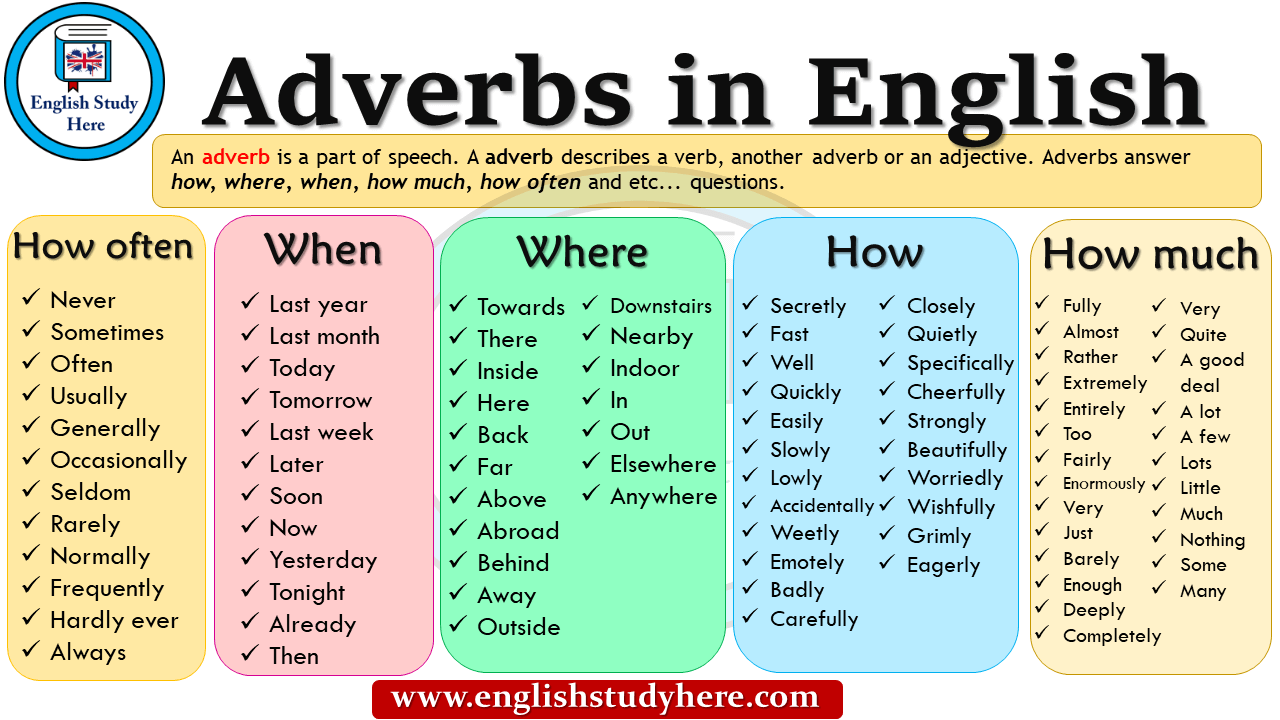 English Study
Here
Adverbs in English
An adverb is a part of speech. A adverb describes a verb, another adverb or an adjective. Adverbs answer
how, where, when, how much, how often and etc... questions.
How often
Never
Sometimes
Often
Usually
Generally
Occasionally
Seldom
Rarely
Normally
Frequently
Hardly ever
Always
When
Last year
Last month
Today
Tomorrow
Last week
Later
Soon
Now
Yesterday
Tonight
Already
Then
Where
Towards
There
Inside
Here
Back
Far
Above
Abroad
Behind
Away
Outside
Downstairs
Nearby
Indoor
In
Out
Elsewhere
Anywhere
How
Secretly
Fast
Well
Quickly
Easily
Slowly
Lowly
Accidentally
Weetly
Emotely
Badly
Carefully
Closely
Quietly
Specifically
Cheerfully
Strongly
Beautifully
Worriedly
Wishfully
Grimly
Eagerly
How much
Fully
Almost
Rather
Extremely
Entirely
Too
Fairly
Enormously
Very
Just
Barely
Enough
Deeply
Completely
Very
Quite
A good
deal
A lot
A few
Lots
Little
Much
Nothing
Some
Many
www.englishstudyhere.com